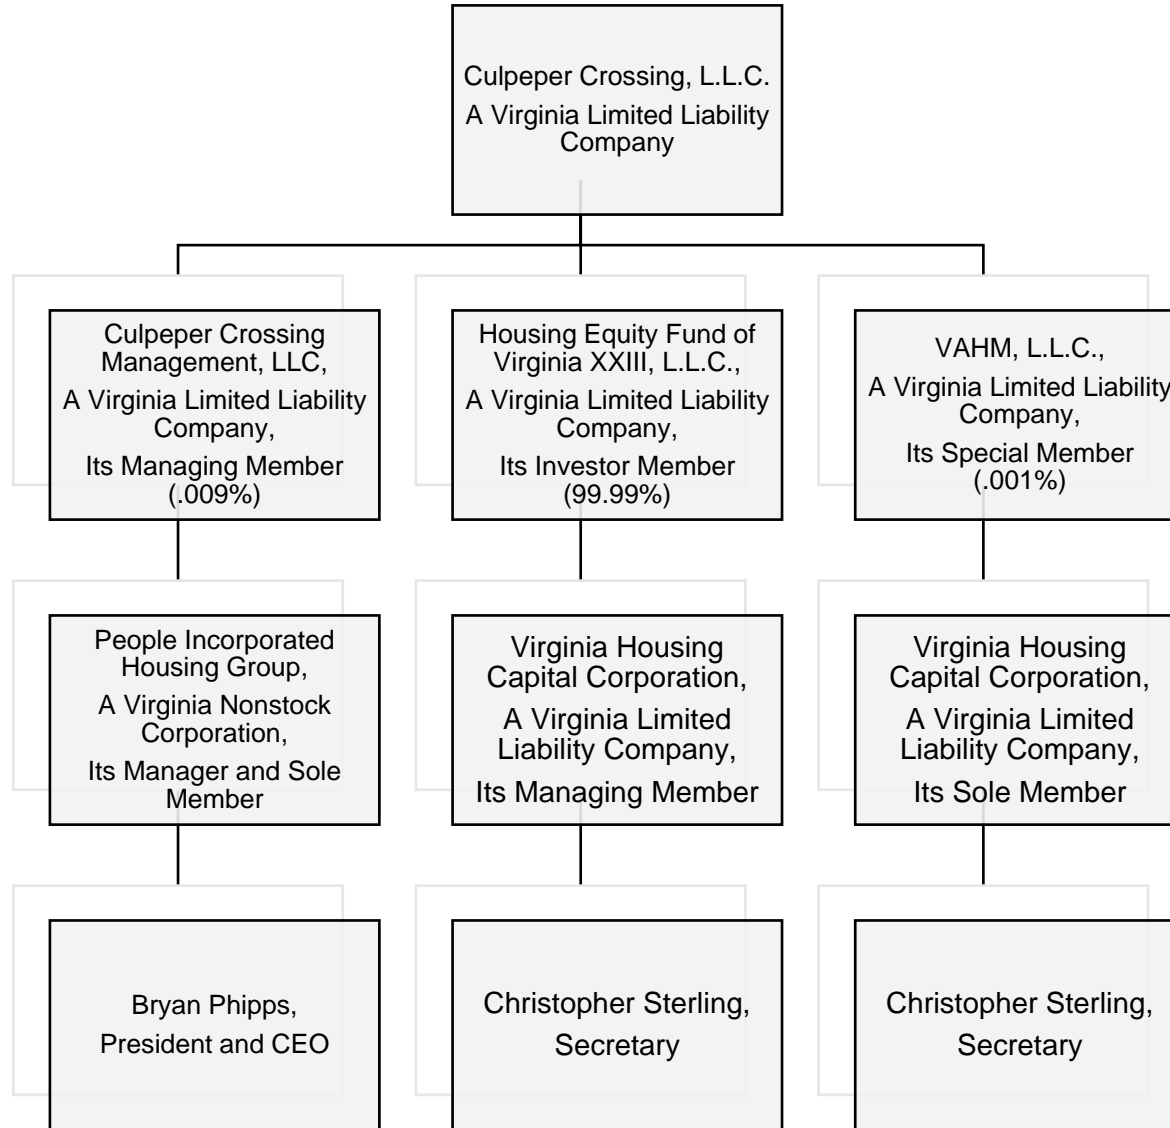 Culpeper Crossing, L.L.C.
A Virginia Limited Liability
Company
Culpeper Crossing
Management, LLC,
A Virginia Limited Liability
Company,
Its Managing Member
(.009%)
Housing Equity Fund of
Virginia XXIII, L.L.C.,
A Virginia Limited Liability
Company,
Its Investor Member
(99.99%)
VAHM, L.L.C.,
A Virginia Limited Liability
Company,
Its Special Member
(.001%)
People Incorporated
Housing Group,
A Virginia Nonstock
Corporation,
Its Manager and Sole
Member
Virginia Housing
Capital Corporation,
A Virginia Limited
Liability Company,
Its Managing Member
Virginia Housing
Capital Corporation,
A Virginia Limited
Liability Company,
Its Sole Member
Bryan Phipps,
President and CEO
Christopher Sterling,
Secretary
Christopher Sterling,
Secretary